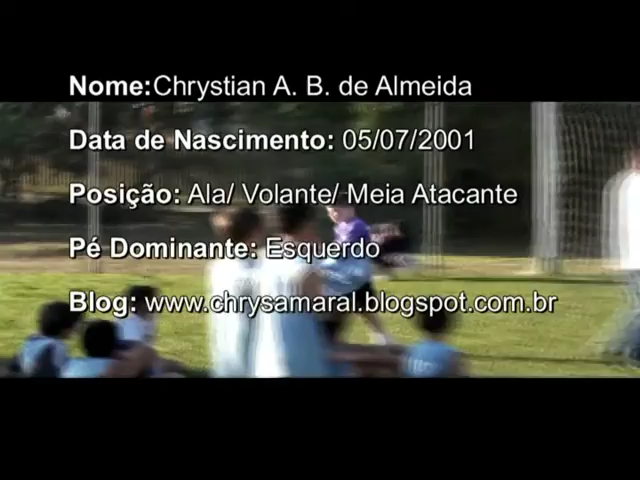 Nome:Chrystian A. B. de Almeida
Data de Nascimento: 05/07/2001
Posição: Ala/ Volante/ Meia Atacante
Pé Dominante: Esquerdo
Blog: www.chrysamaral.blogspot.com.br